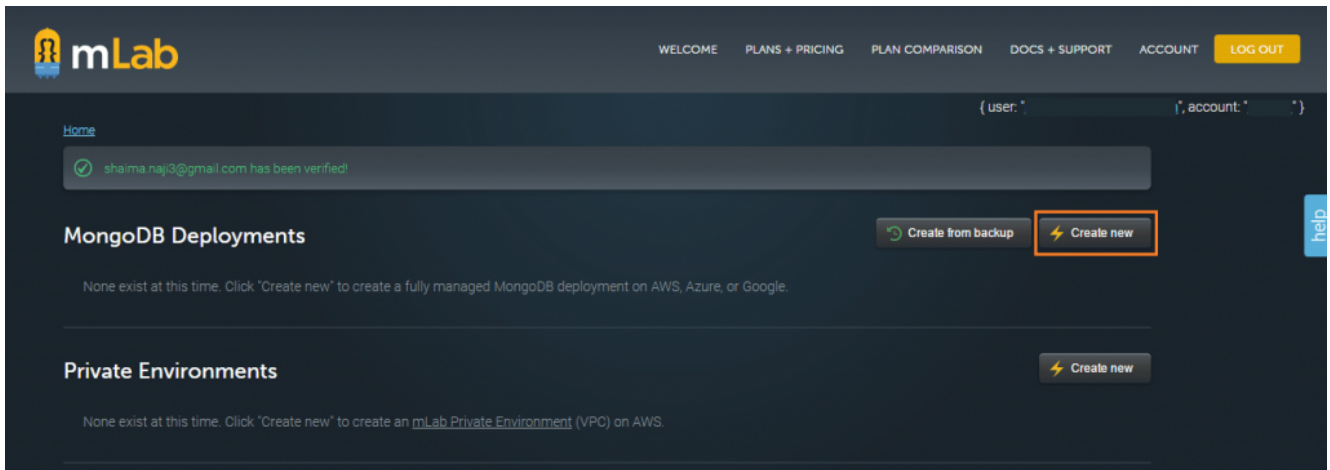 mLab
WELCOME PLANS + PRICING PLAN COMPARISON DOCS + SUPPORT ACCOUNT LOG OUT
{ user: " ", account: " " }
Home
shaima.naji3@gmail.com has been verified!
MongoDB Deployments
Create from backup Create new
help
None exist at this time. Click "Create new" to create a fully managed MongoDB deployment on AWS, Azure, or Google.
Private Environments
Create new
None exist at this time. Click "Create new" to create an mLab Private Environment (VPC) on AWS.